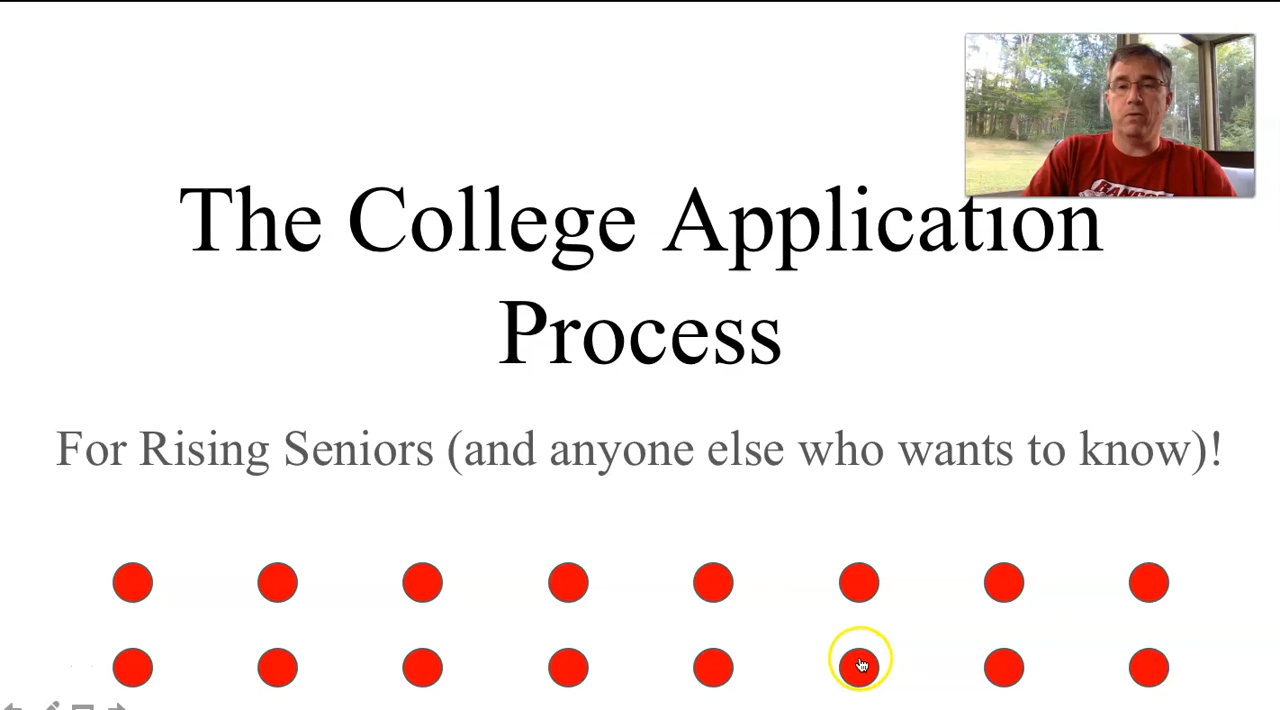 The College Application
Process
For Rising Seniors (and anyone else who wants to know)!